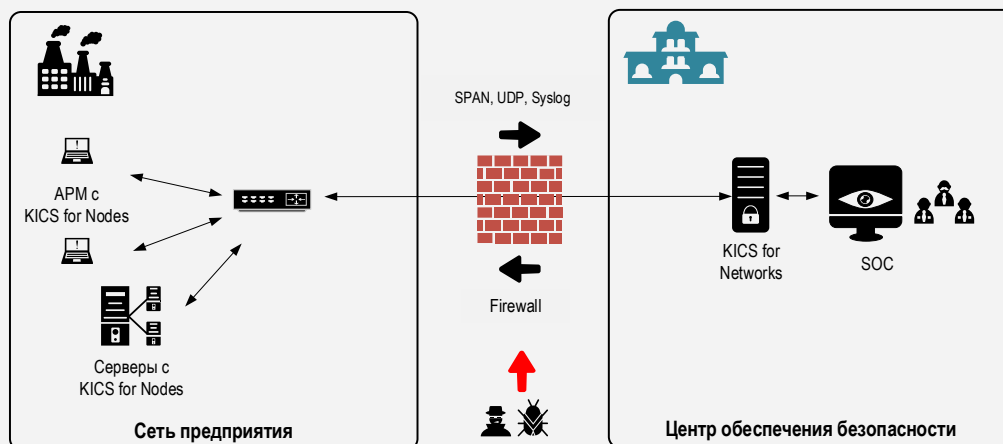 SPAN, UDP, Syslog
АРМ с
KICS for Nodes
Серверы с
KICS for Nodes
Сеть предприятия
Firewall
KICS for
Networks
SOC
Центр обеспечения безопасности